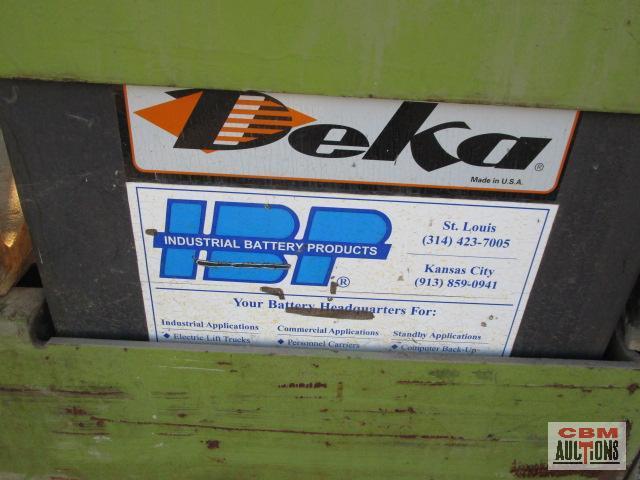 Deka
®
Made in U.S.A.
IBP
INDUSTRIAL BATTERY PRODUCTS
®
St. Louis
(314) 423-7005
Kansas City
(913) 859-0941
Your Battery Headquarters For:
Industrial Applications Commercial Applications Standby Applications
◆ Electric Lift Trucks ◆ Personnel Carriers ◆ Computer Back-Up
CBM
AUCTIONS